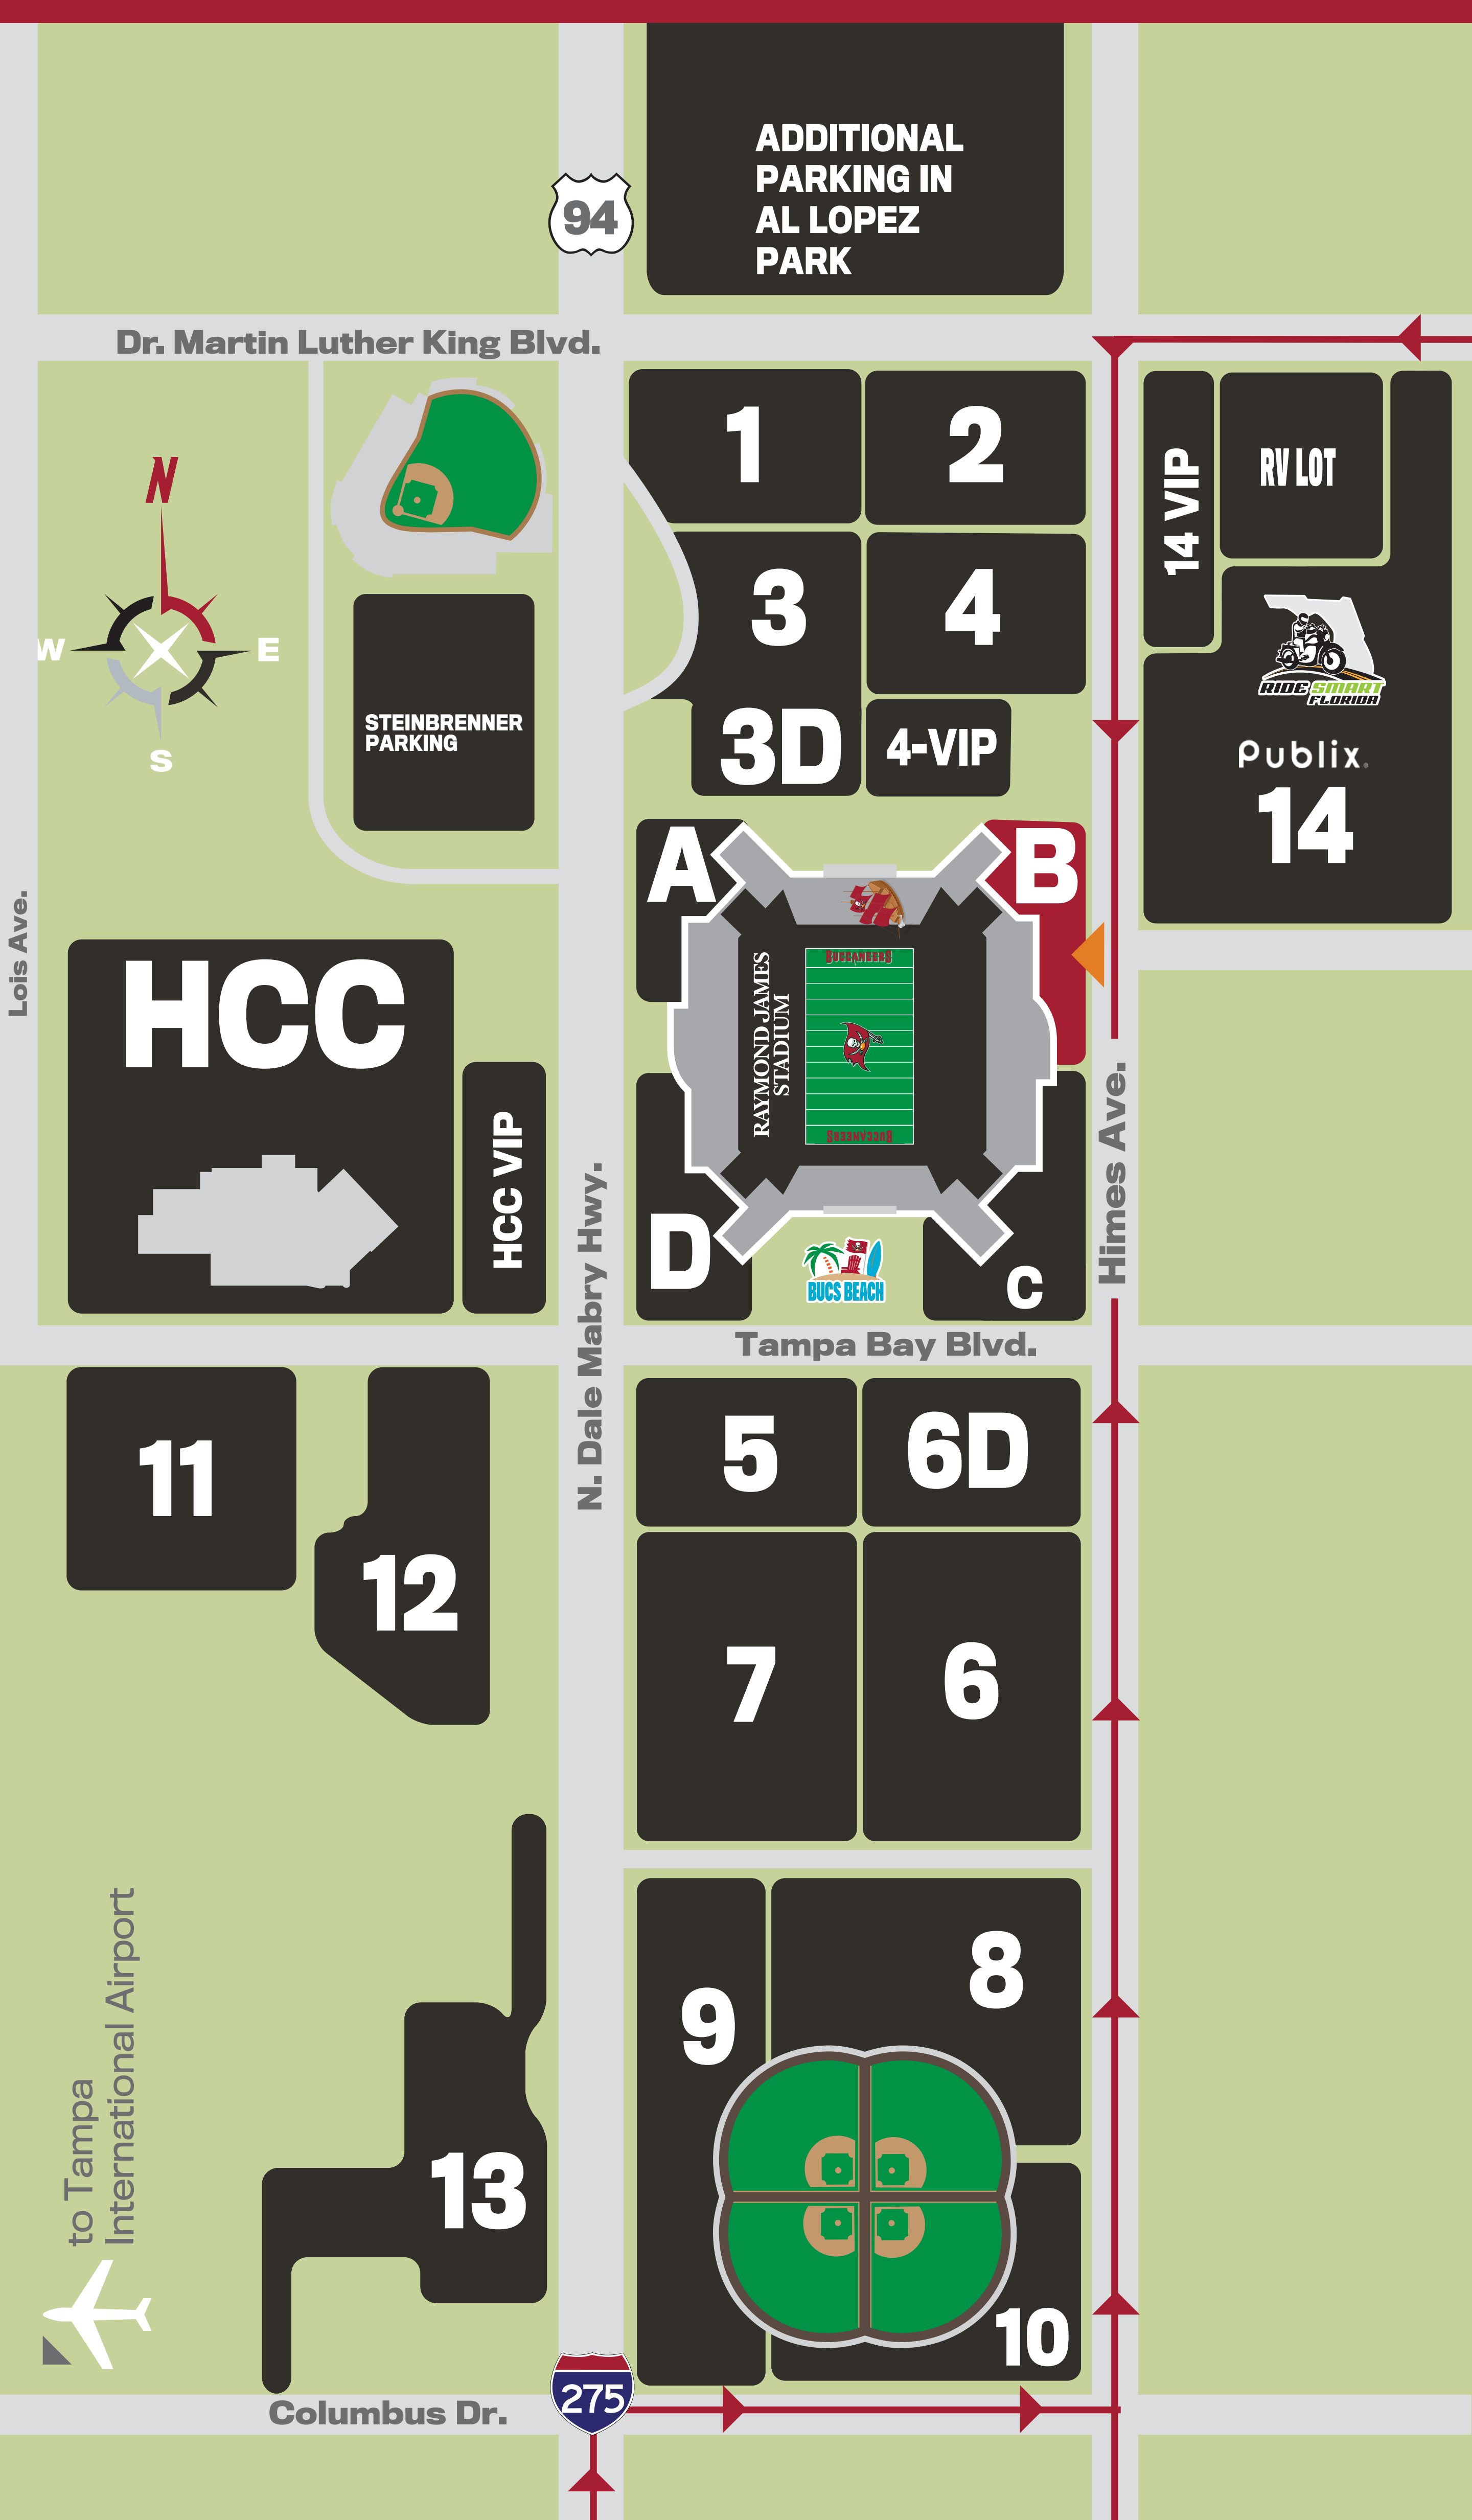 ADDITIONAL
PARKING IN
AL LOPEZ
PARK
94
Dr. Martin Luther King Blvd.
1
2
14 VIP
RV LOT
N
W
E
S
3
4
STEINBRENNER
PARKING
3D
4-VIP
RIDE SMART
FLORIDA
Publix.
14
A
B
Lois Ave.
HCC
HCC VIP
BUCCANEERS
RAYMOND JAMES
STADIUM
BUCCANEERS
D
BUCS BEACH
C
Himes Ave.
N. Dale Mabry Hwy.
Tampa Bay Blvd.
11
12
5
6D
7
6
to Tampa
International Airport
9
8
13
10
275
Columbus Dr.